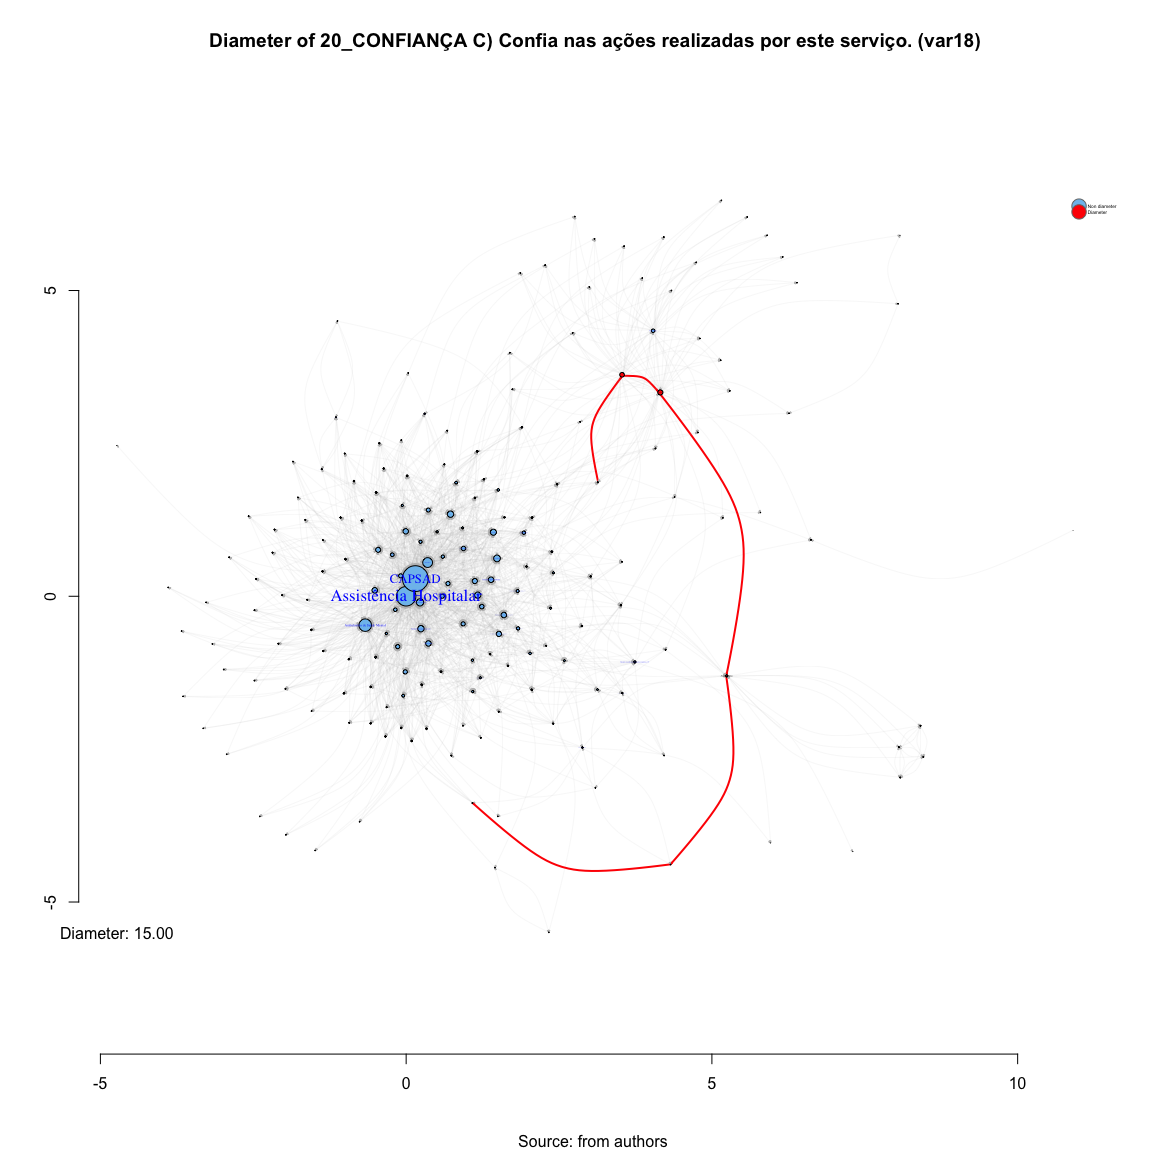 Diameter of 20_CONFIANÇA C) Confia nas ações realizadas por este serviço. (var18)
Non diameter
Diameter
5
CAPSAD
0
Assistência Hospitalar
-5
Diameter: 15.00
-5 0 5 10
Source: from authors